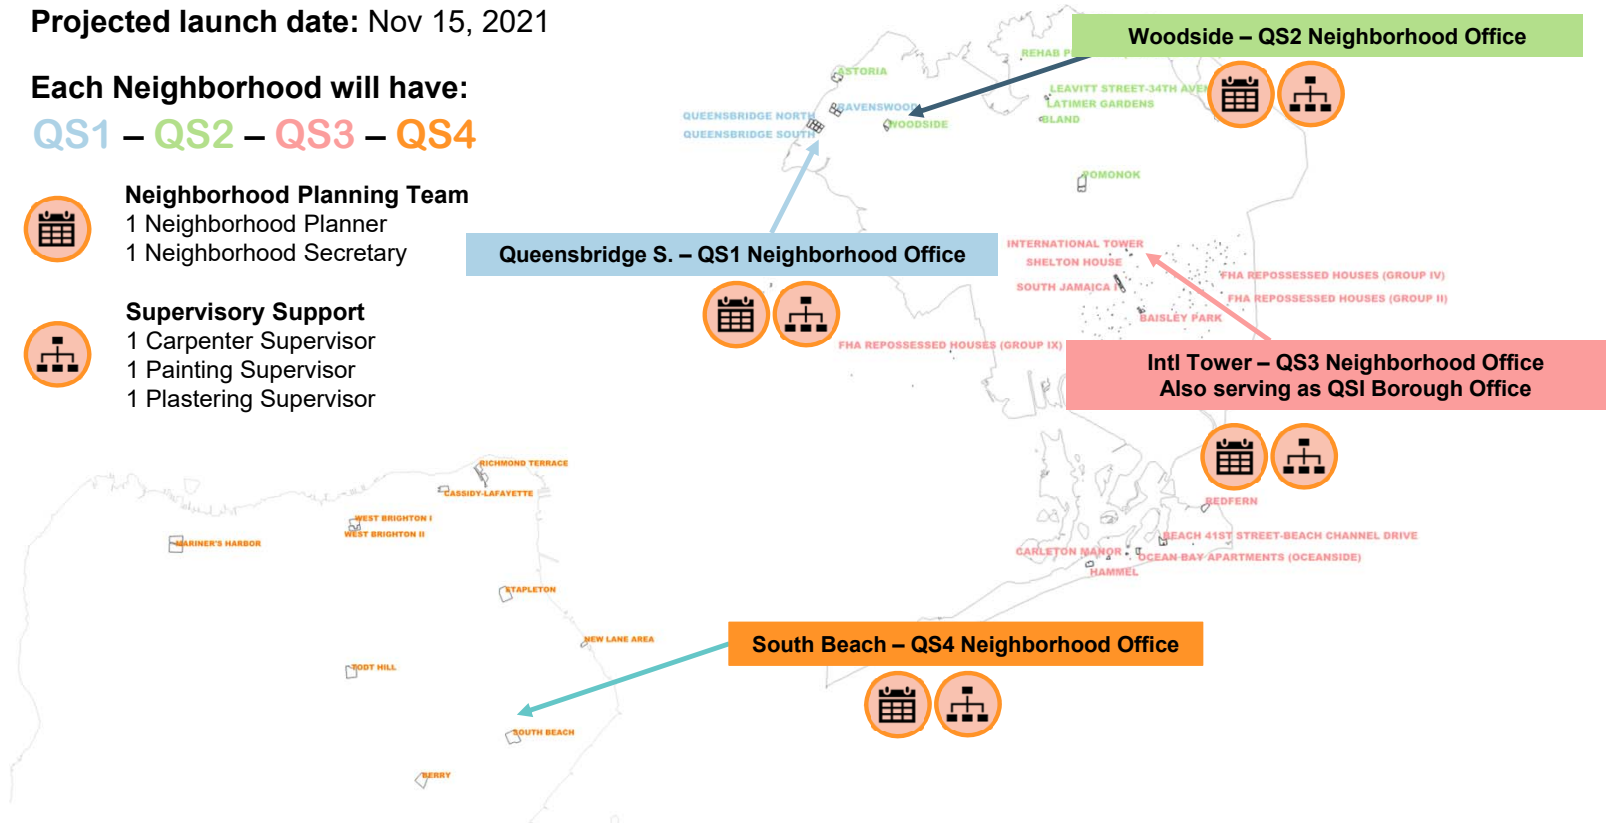 Projected launch date: Nov 15, 2021
Each Neighborhood will have:
QS1 – QS2 – QS3 – QS4
Neighborhood Planning Team
1 Neighborhood Planner
1 Neighborhood Secretary
Supervisory Support
1 Carpenter Supervisor
1 Painting Supervisor
1 Plastering Supervisor
Woodside – QS2 Neighborhood Office
REHAB
ASTORIA
LEAVITT STREET-34TH
LATIMER GARDENS
BLAND
RAVENSWOOD
QUEENSBRIDGE NORTH
WOODSIDE
QUEENSBRIDGE SOUTH
POMONOK
Queensbridge S. – QS1 Neighborhood Office
INTERNATIONAL TOWER
SHELTON HOUSE
FHA REPOSSESSED HOUSES (GROUP IV)
SOUTH JAMAICA I
FHA REPOSSESSED HOUSES (GROUP II)
BAISLEY PARK
FHA REPOSSESSED HOUSES (GROUP IX)
Intl Tower – QS3 Neighborhood Office
Also serving as QSI Borough Office
REDFERN
BEACH 41ST STREET-BEACH CHANNEL DRIVE
CARLETON MANOR
OCEAN BAY APARTMENTS (OCEANSIDE)
HAMMEL
RICHMOND TERRACE
CASSIDY-LAFAYETTE
WEST BRIGHTON I
WEST BRIGHTON II
MARINER'S HARBOR
STAPLETON
NEW LANE AREA
TODT HILL
South Beach – QS4 Neighborhood Office
SOUTH BEACH
BERRY